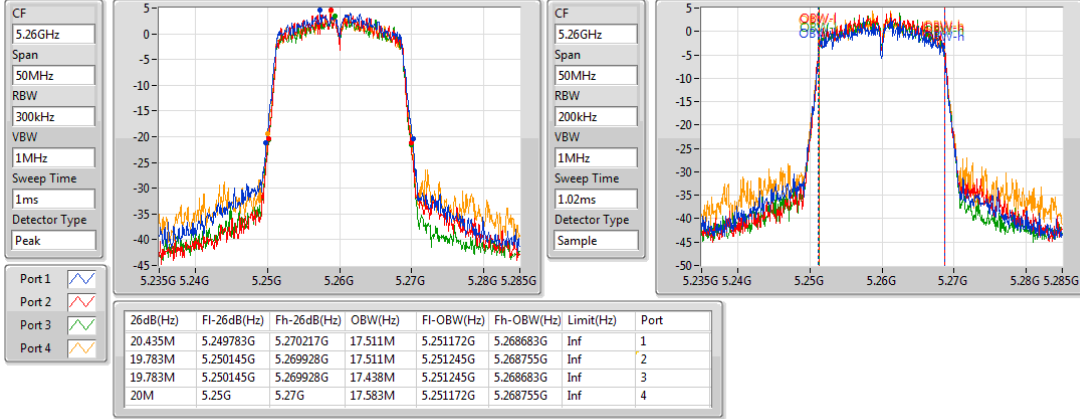 CF
5.26GHz
Span
50MHz
RBW
300kHz
VBW
1MHz
Sweep Time
1ms
Detector Type
Peak
5
0
-5
-10
-15
-20
-25
-30
-35
-40
-45
5.235G 5.24G 5.25G 5.26G 5.27G 5.28G 5.285G
CF
5.26GHz
Span
50MHz
RBW
200kHz
VBW
1MHz
Sweep Time
1.02ms
Detector Type
Sample
5
0
-5
-10
-15
-20
-25
-30
-35
-40
-45
-50
5.235G 5.24G 5.25G 5.26G 5.27G 5.28G 5.285G
Port 1
Port 2
Port 3
Port 4
26dB(Hz) Fl-26dB(Hz) Fh-26dB(Hz) OBW(Hz) Fl-OBW(Hz) Fh-OBW(Hz) Limit(Hz) Port
20.435M 5.249783G 5.270217G 17.511M 5.251172G 5.268683G Inf 1
19.783M 5.250145G 5.269928G 17.511M 5.251245G 5.268755G Inf 2
19.783M 5.250145G 5.269928G 17.438M 5.251245G 5.268683G Inf 3
20M 5.25G 5.27G 17.583M 5.251172G 5.268755G Inf 4